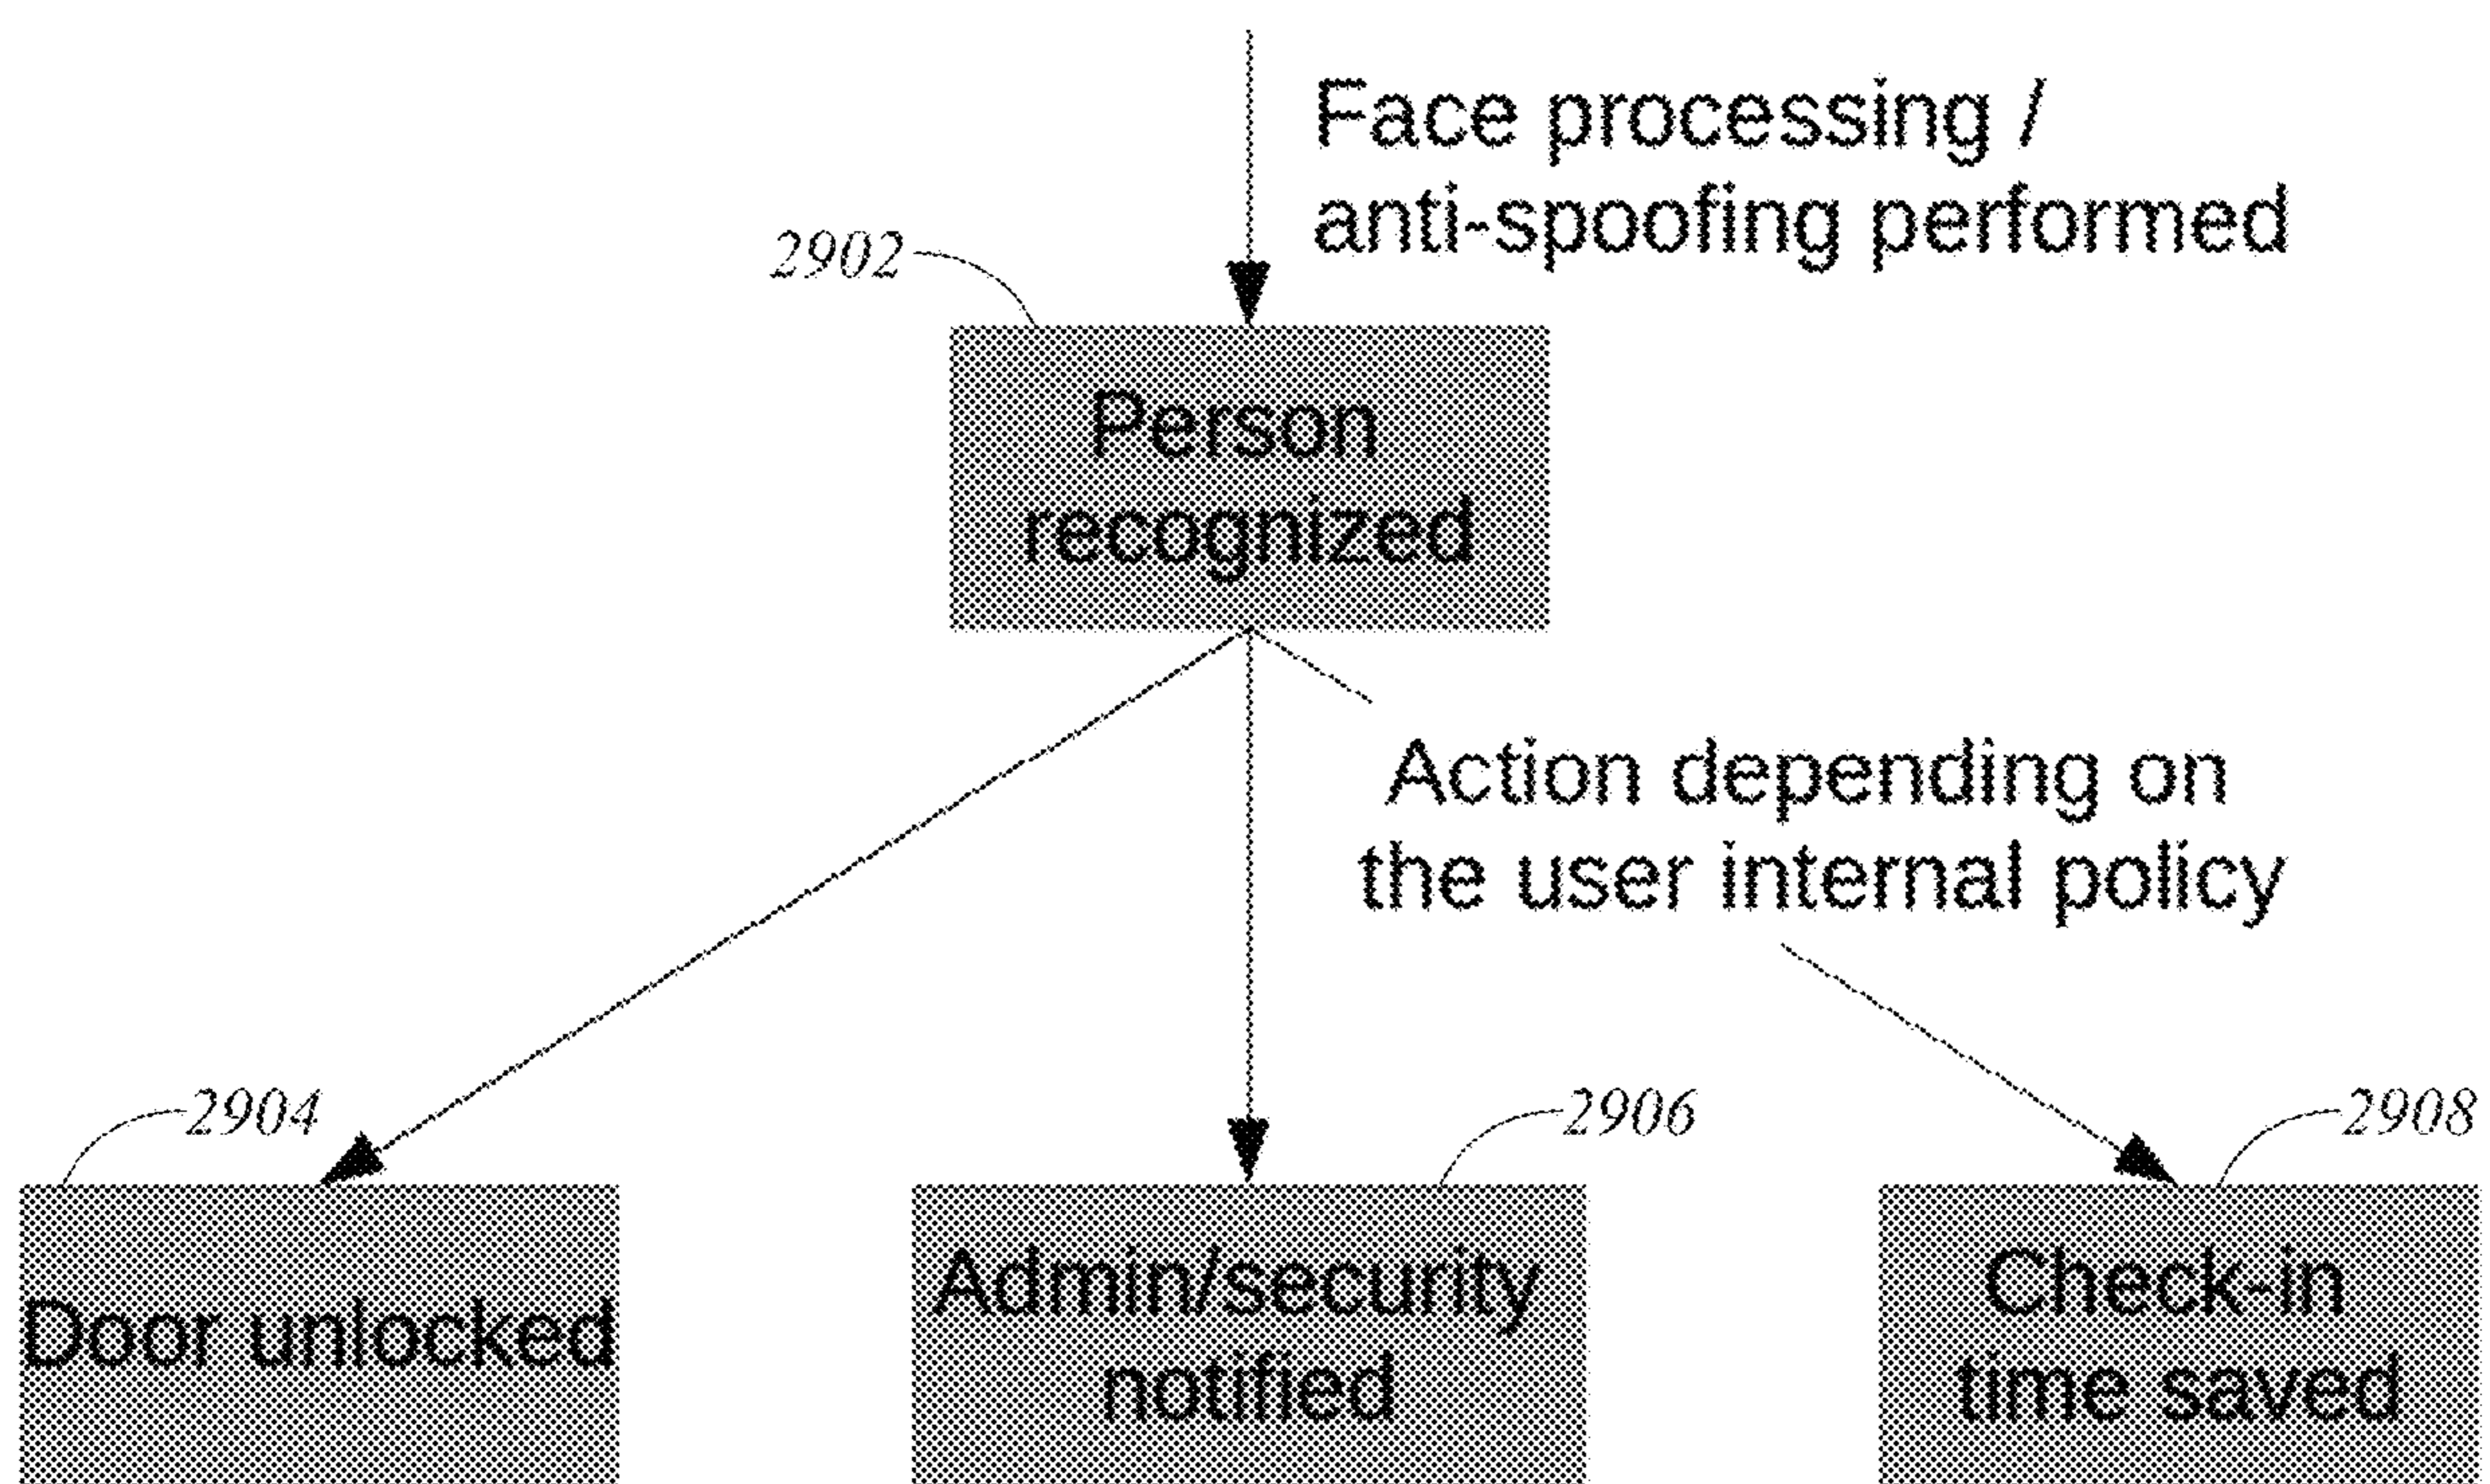 Face processing /
anti-spoofing performed
2902
Person
recognized
Action depending on
the user internal policy
2904
2906
2908
Door unlocked
Admin/security
notified
Check-in
time saved